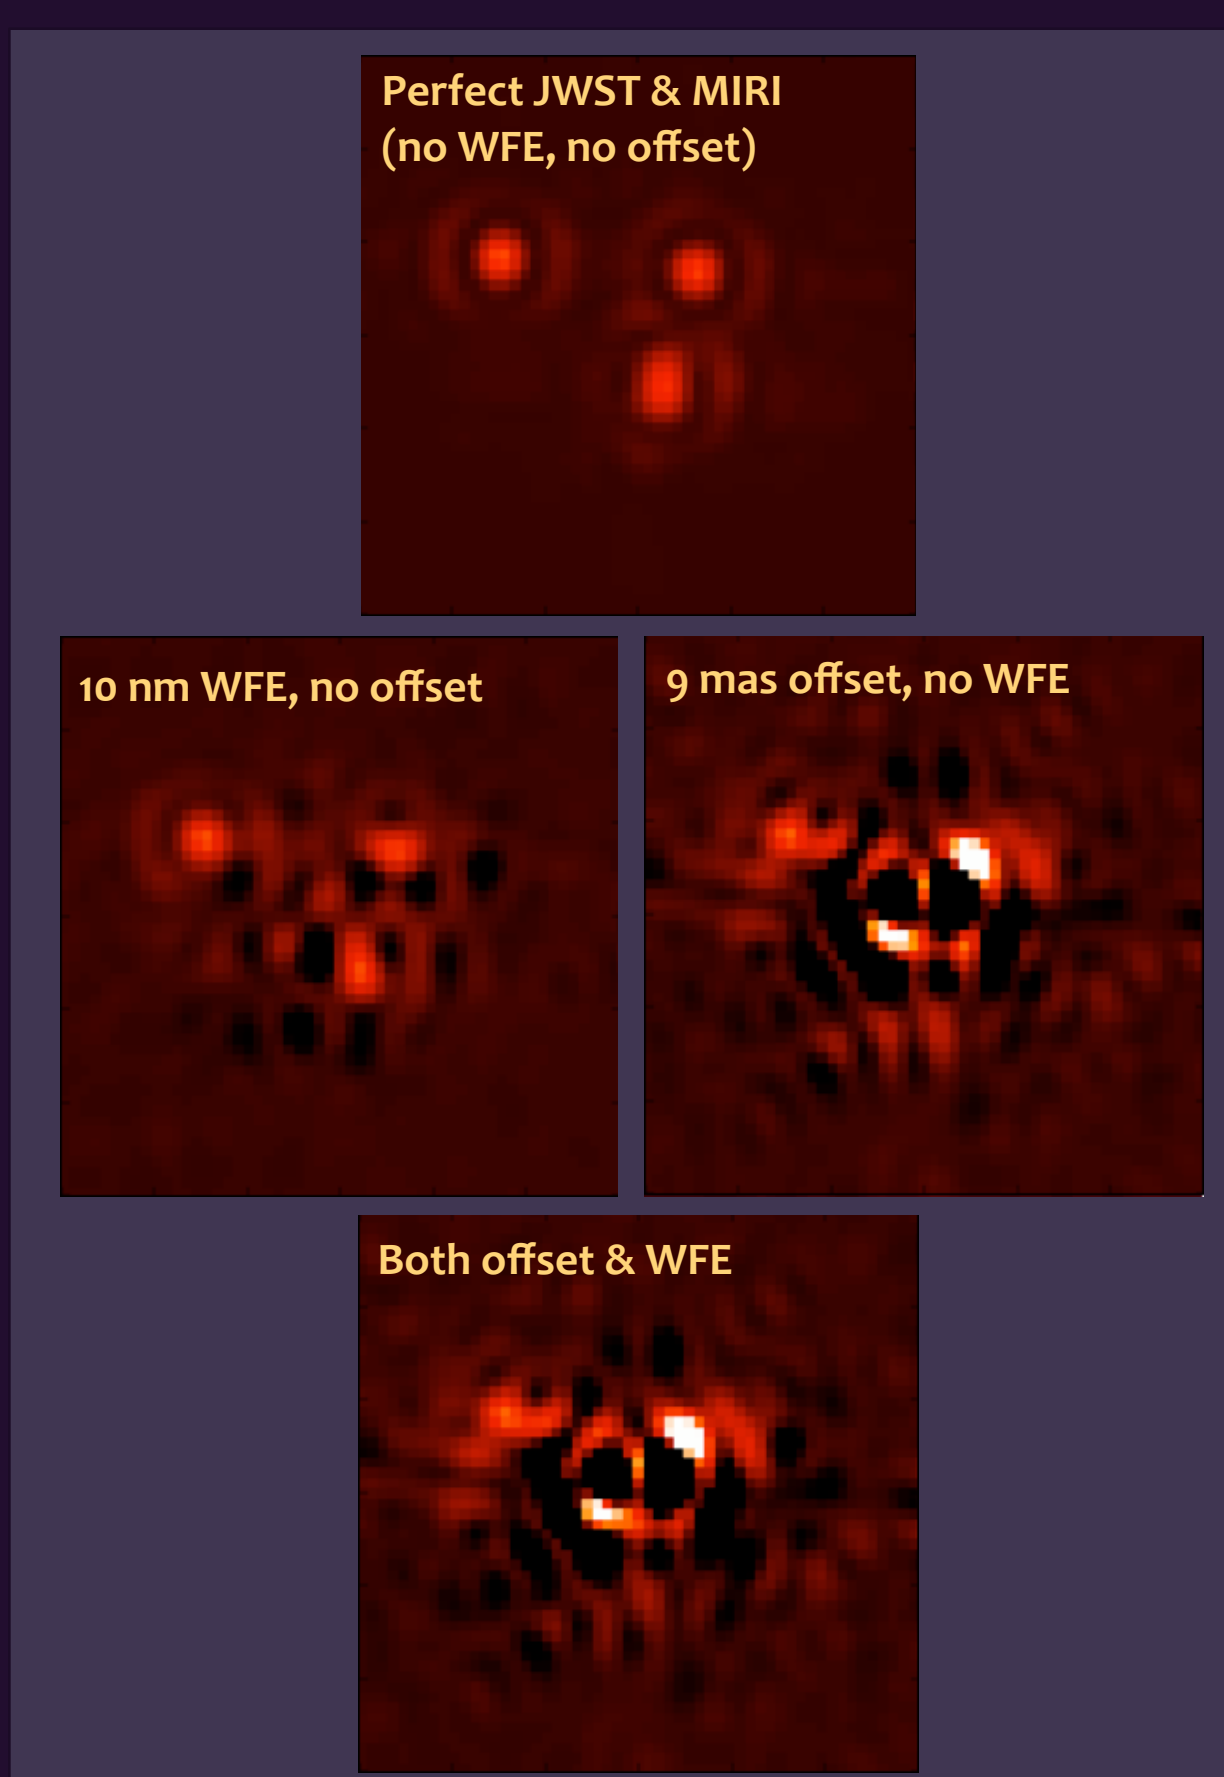 Perfect JWST & MIRI
(no WFE, no offset)
10 nm WFE, no offset
9 mas offset, no WFE
Both offset & WFE